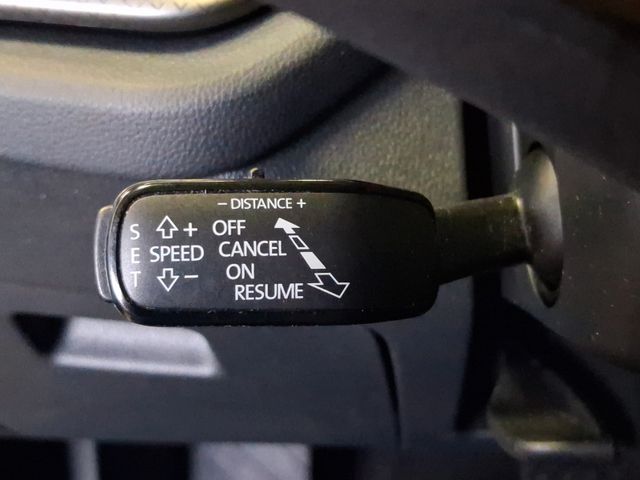 - DISTANCE +
S + OFF
E SPEED CANCEL
T - ON
RESUME